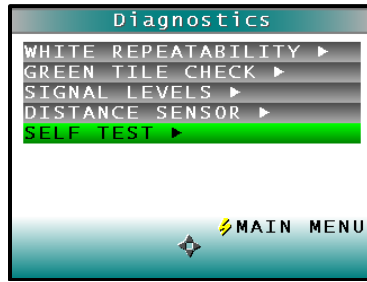 Diagnostics
WHITE REPEATABILITY ►
GREEN TILE CHECK ►
SIGNAL LEVELS ►
DISTANCE SENSOR ►
SELF TEST ►
MAIN MENU